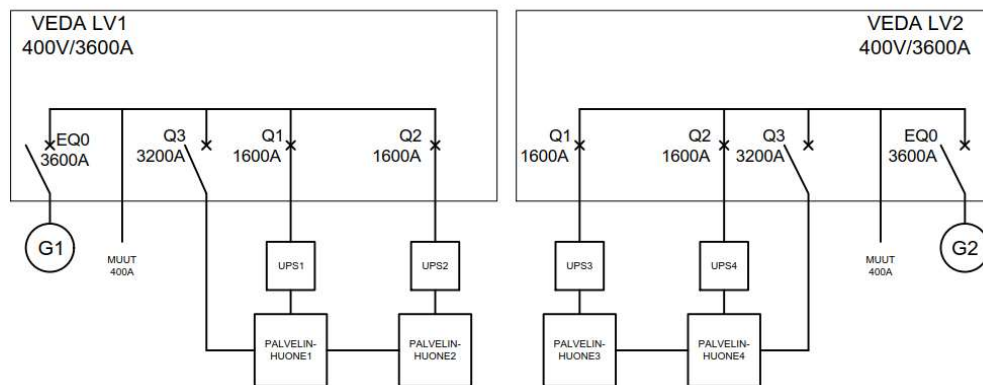 VEDA LV1
400V/3600A
EQ0
3600A
Q3
3200A
Q1
1600A
Q2
1600A
G1
MUUT
400A
UPS1
UPS2
PALVELIN-
HUONE1
PALVELIN-
HUONE2
VEDA LV2
400V/3600A
Q1
1600A
Q2
1600A
Q3
3200A
EQ0
3600A
UPS3
UPS4
MUUT
400A
G2
PALVELIN-
HUONE3
PALVELIN-
HUONE4